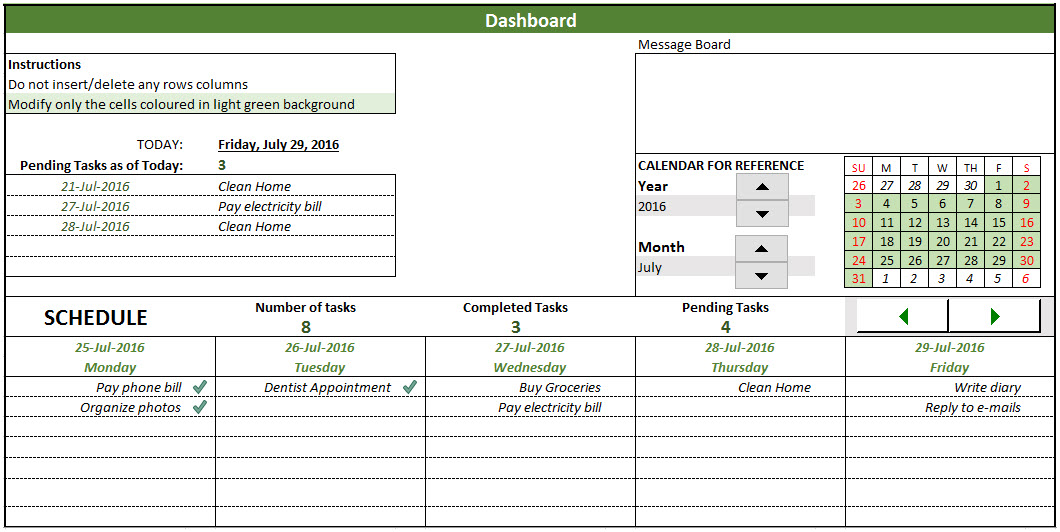 Dashboard
Message Board
Instructions
Do not insert/delete any rows columns
Modify only the cells coloured in light green background
TODAY: Friday, July 29, 2016
Pending Tasks as of Today: 3
21-Jul-2016 Clean Home
27-Jul-2016 Pay electricity bill
28-Jul-2016 Clean Home
CALENDAR FOR REFERENCE
Year
2016
Month
July
SU M T W TH F S
26 27 28 29 30 1 2
3 4 5 6 7 8 9
10 11 12 13 14 15 16
17 18 19 20 21 22 23
24 25 26 27 28 29 30
31 1 2 3 4 5 6
SCHEDULE
Number of tasks Completed Tasks Pending Tasks
8 3 4
25-Jul-2016 26-Jul-2016 27-Jul-2016 28-Jul-2016 29-Jul-2016
Monday Tuesday Wednesday Thursday Friday
Pay phone bill Dentist Appointment Buy Groceries Clean Home Write diary
Organize photos Pay electricity bill Reply to e-mails